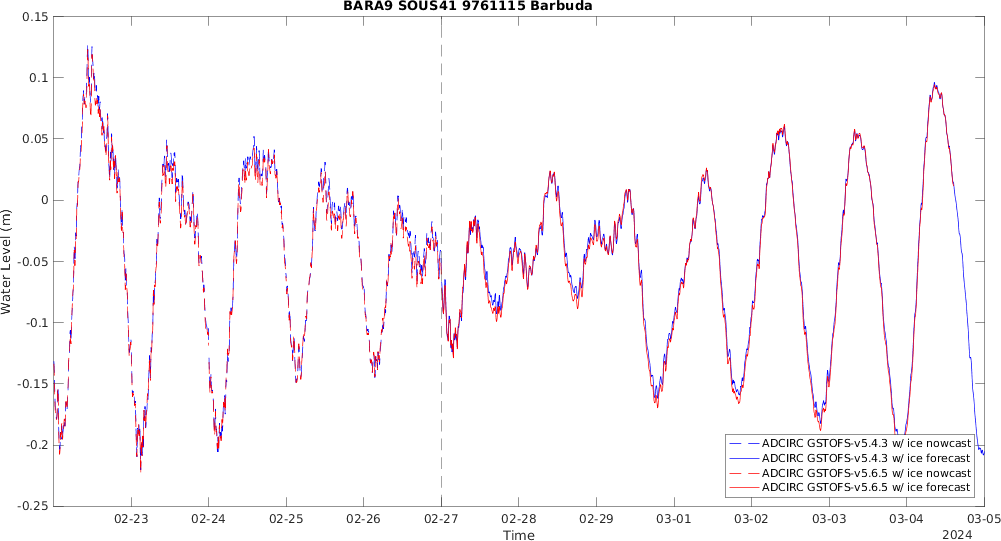 BARA9 SOUS41 9761115 Barbuda
0.15
0.1
0.05
0
-0.05
-0.1
-0.15
-0.2
-0.25
Water Level (m)
ADCIRC GSTOFS-v5.4.3 w/ ice nowcast
ADCIRC GSTOFS-v5.4.3 w/ ice forecast
ADCIRC GSTOFS-v5.6.5 w/ ice nowcast
ADCIRC GSTOFS-v5.6.5 w/ ice forecast
02-23 02-24 02-25 02-26 02-27 02-28 02-29 03-01 03-02 03-03 03-04 03-05
Time
2024